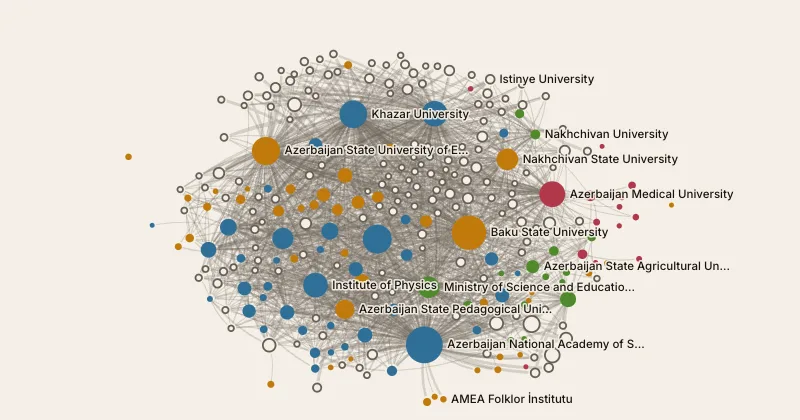 Istinye University
Khazar University
Nakhchivan University
Azerbaijan State University of E...
Nakhchivan State University
Azerbaijan Medical University
Baku State University
Azerbaijan State Agricultural Un...
Institute of Physics
Ministry of Science and Educatio...
Azerbaijan State Pedagogical Uni...
Azerbaijan National Academy of S...
AMEA Folklor İnstitutu